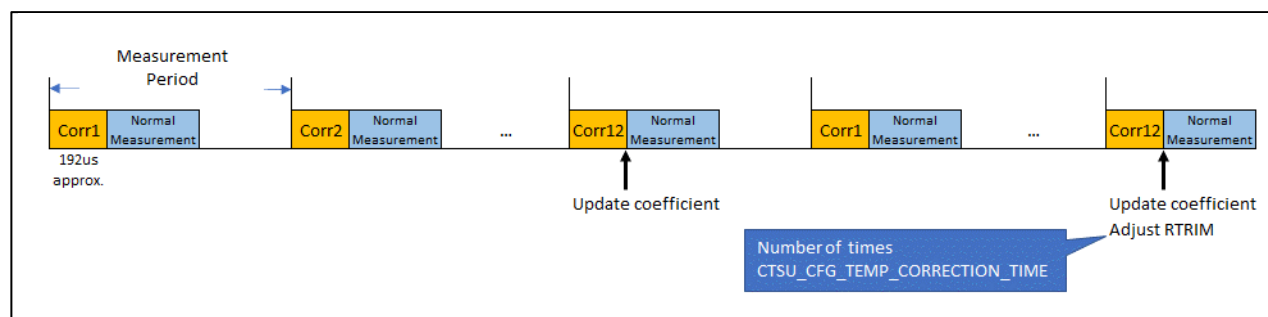 Measurement
Period
Corr1
Normal
Measurement
Corr2
Normal
Measurement
...
Corr12
Normal
Measurement
Corr1
Normal
Measurement
...
Corr12
Normal
Measurement
192us
approx.
Update coefficient
Update coefficient
Adjust RTRIM
Number of times
CTSU_CFG_TEMP_CORRECTION_TIME